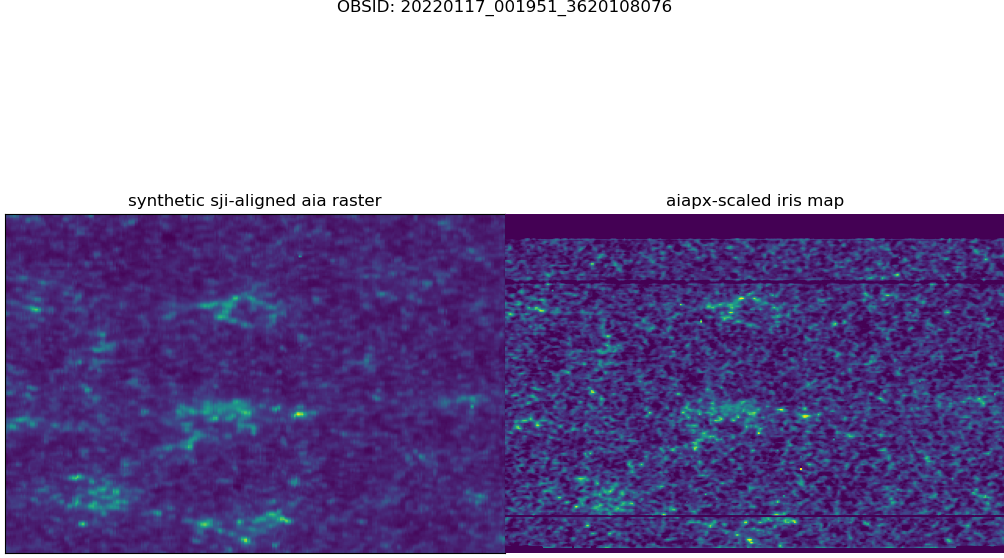 OBSID: 20220117_001951_3620108076
synthetic sji-aligned aia raster
aiapx-scaled iris map